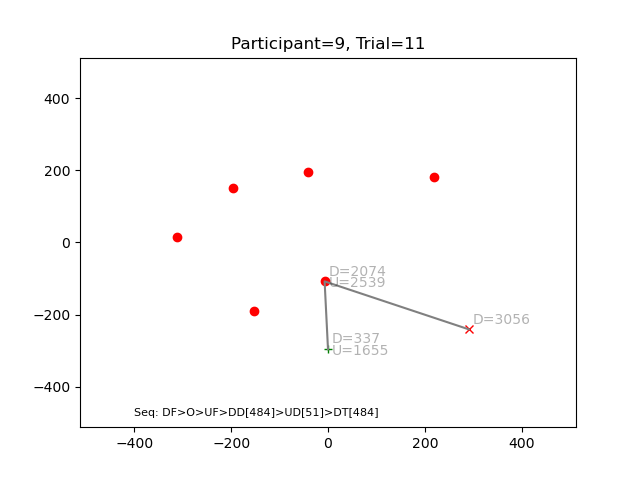 Participant=9, Trial=11
400
200
0
−200
−400
D=2074
U=2539
D=3056
D=337
U=1655
Seq: DF>O>UF>DD[484]>UD[51]>DT[484]
−400 −200 0 200 400